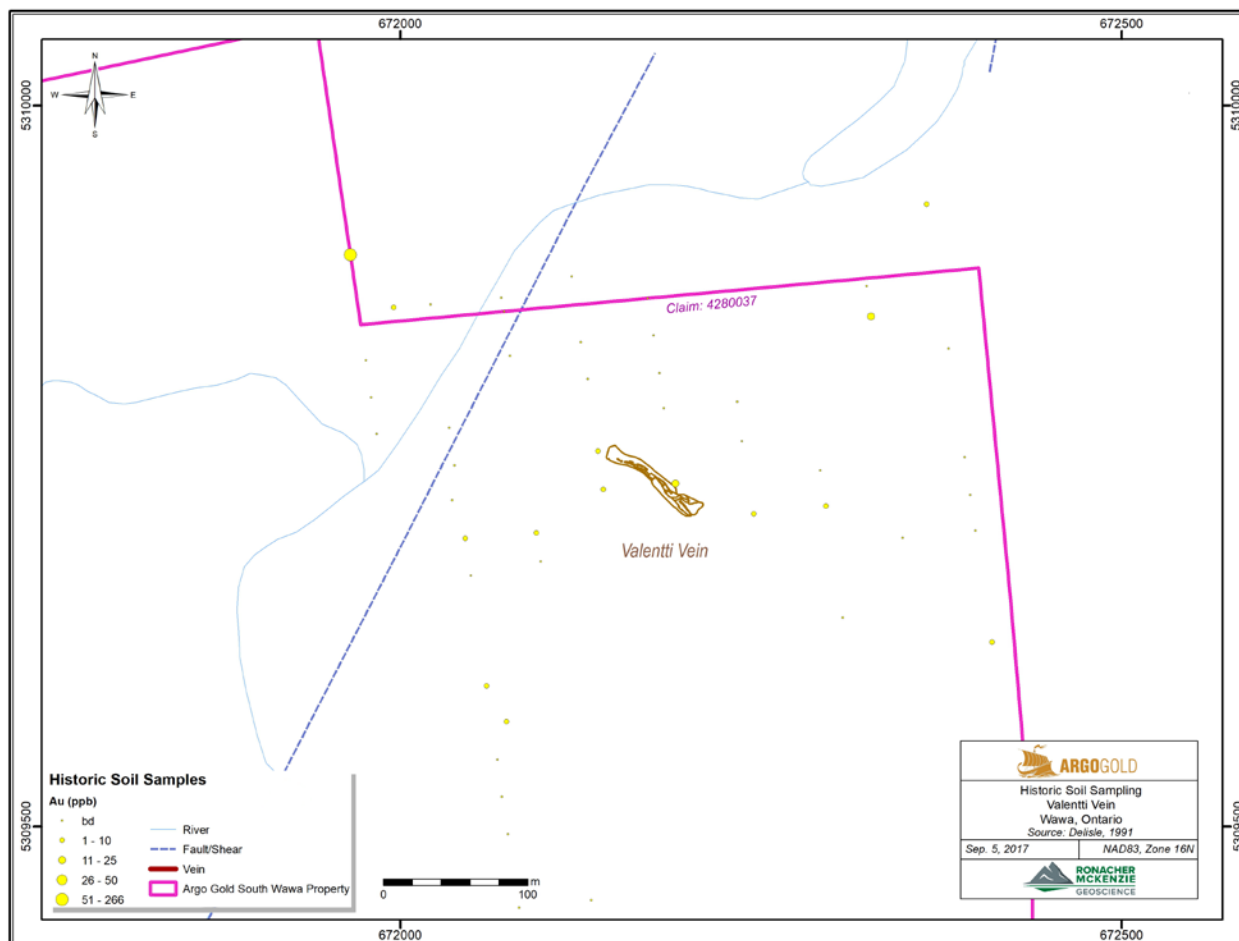 672000
672500
N
W
E
S
5310000
5310000
Claim: 4280037
Valentti Vein
Historic Soil Samples
Au (ppb)
bd
1 - 10
11 - 25
26 - 50
51 - 266
River
Fault/Shear
Vein
Argo Gold South Wawa Property
m
0
100
ARGOGOLD
Historic Soil Sampling
Valentti Vein
Wawa, Ontario
Source: Delisle, 1991
Sep. 5, 2017
NAD83, Zone 16N
RONACHER
MCKENZIE
GEOSCIENCE
5309500
5309500
672000
672500